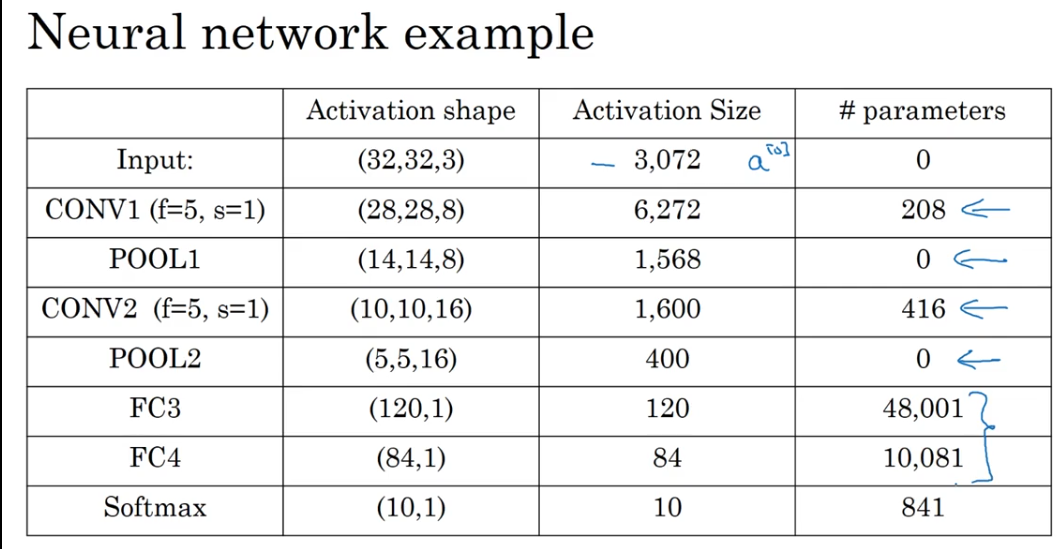 Neural network example
Activation shape Activation Size # parameters
Input: (32,32,3) — 3,072 a[0] 0
CONV1 (f=5, s=1) (28,28,8) 6,272 208 ←
POOL1 (14,14,8) 1,568 0 ←
CONV2 (f=5, s=1) (10,10,16) 1,600 416 ←
POOL2 (5,5,16) 400 0 ←
FC3 (120,1) 120 48,001
FC4 (84,1) 84 10,081
Softmax (10,1) 10 841